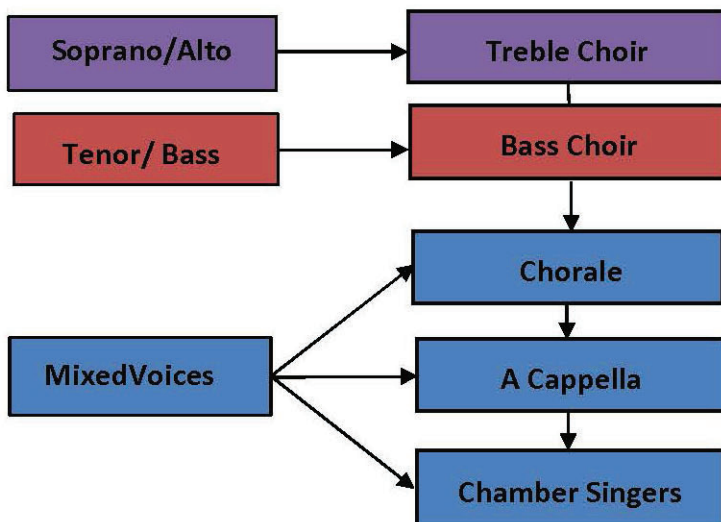 Soprano/Alto
Treble Choir
Tenor/ Bass
Bass Choir
Chorale
MixedVoices
A Cappella
Chamber Singers